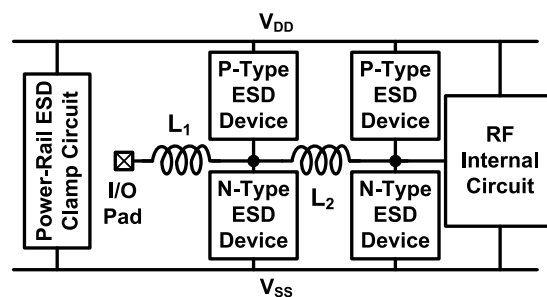 VDD
Power-Rail ESD
Clamp Circuit
I/O
Pad
L1
P-Type
ESD
Device
N-Type
ESD
Device
L2
P-Type
ESD
Device
N-Type
ESD
Device
RF
Internal
Circuit
VSS